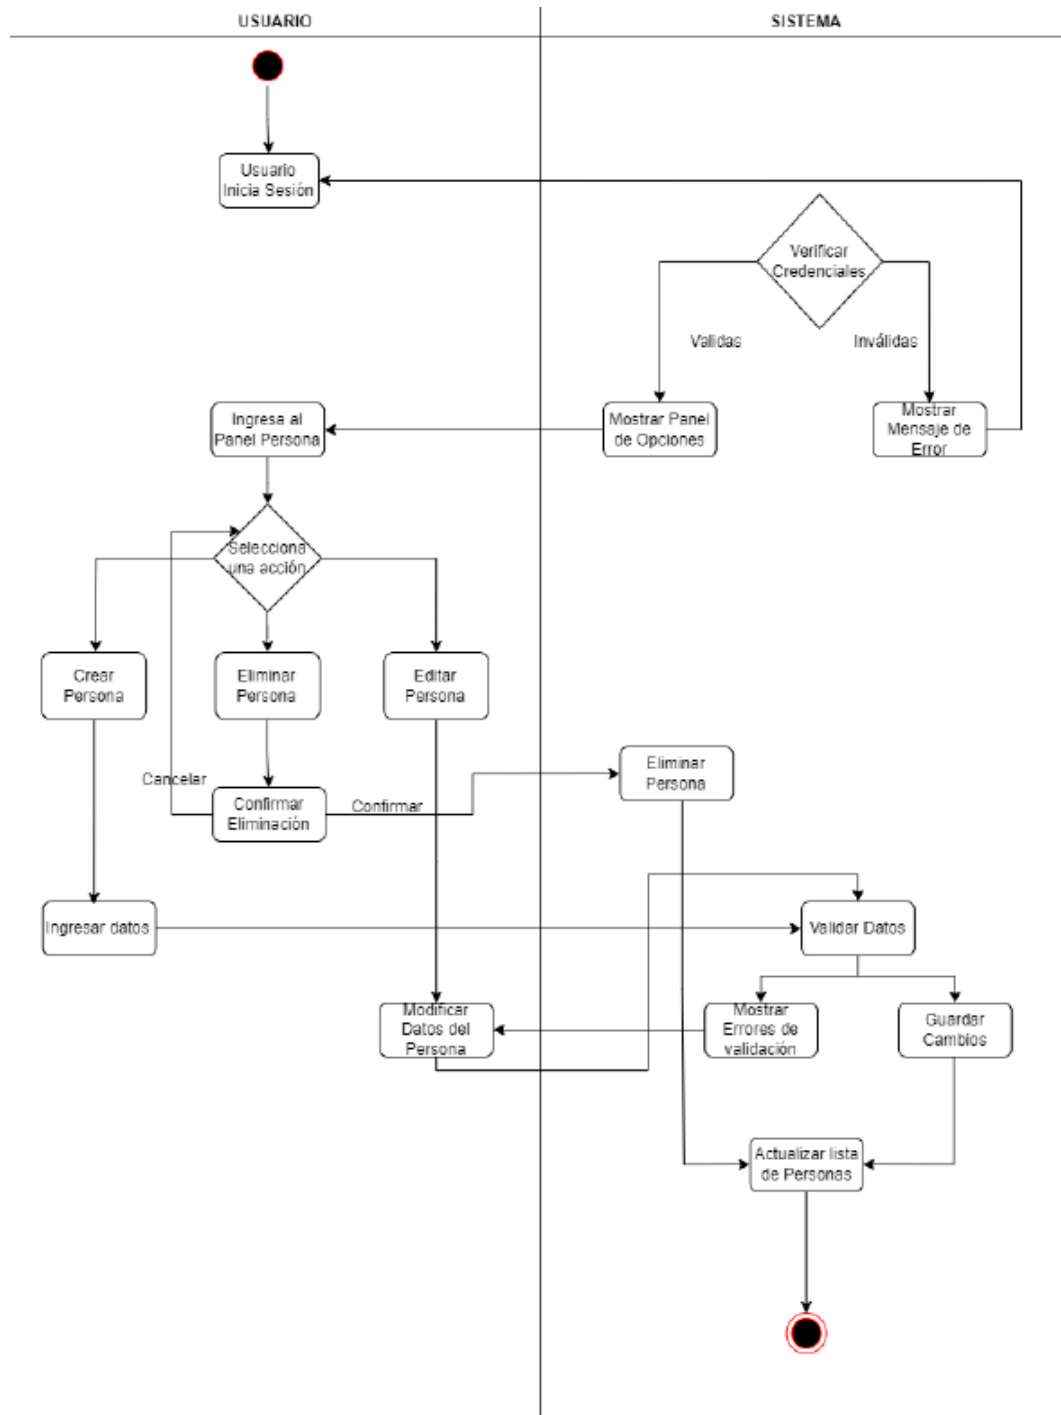 USUARIO
SISTEMA
Usuario
Inicia Sesión
Verificar
Credenciales
Validas
Inválidas
Ingresa al
Panel Persona
Mostrar Panel
de Opciones
Mostrar
Mensaje de
Error
Selecciona
una acción
Crear
Persona
Eliminar
Persona
Editar
Persona
Eliminar
Persona
Cancelar
Confirmar
Eliminación
Confirmar
Ingresar datos
Validar Datos
Modificar
Datos del
Persona
Mostrar
Errores de
validación
Guardar
Cambios
Actualizar lista
de Personas